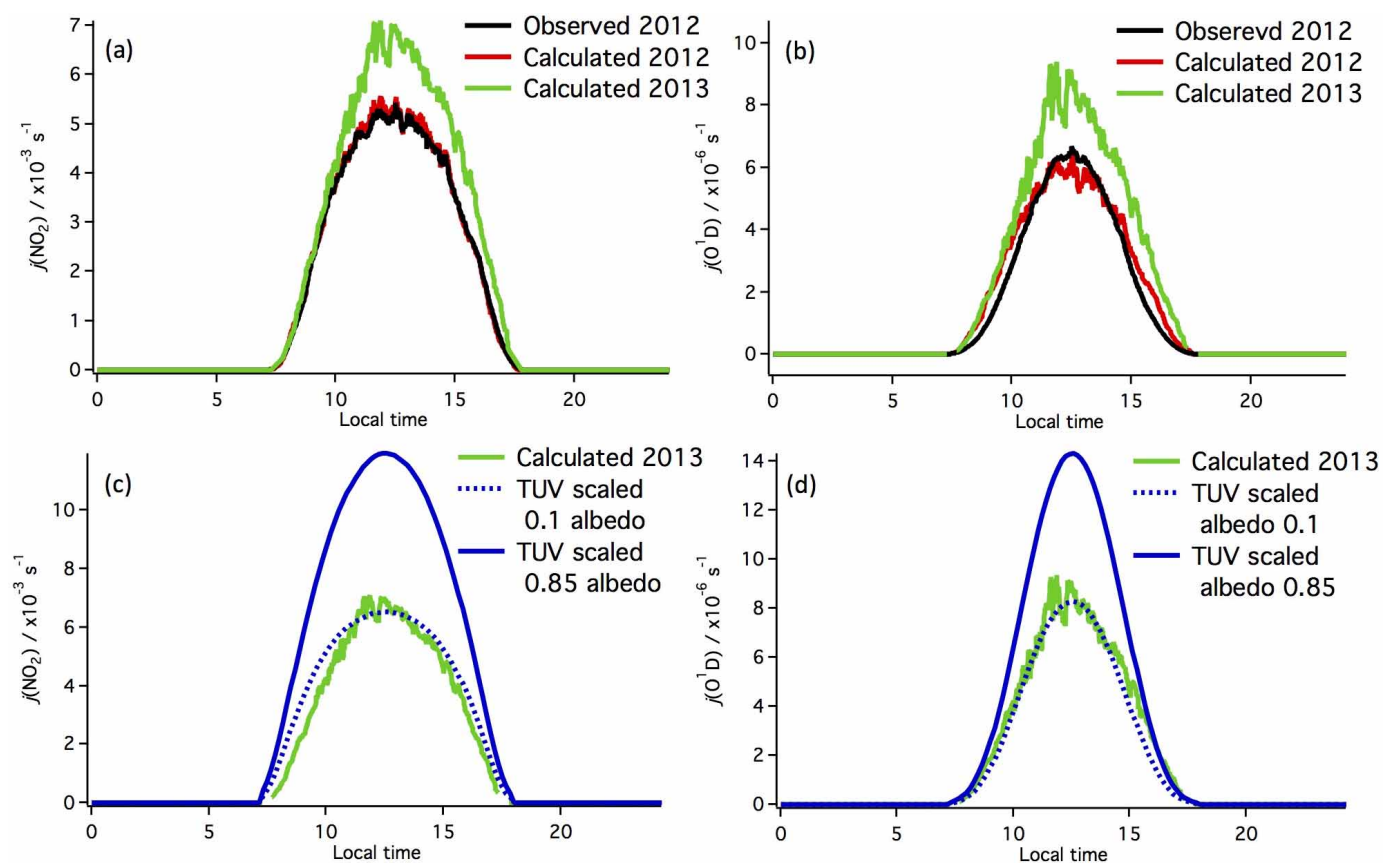 (a)
Observed 2012
Calculated 2012
Calculated 2013
j(NO2) / x10-3 s-1
7
6
5
4
3
2
1
0
0 5 10 15 20
Local time
(b)
Obserevd 2012
Calculated 2012
Calculated 2013
j(O1D) / x10-6 s-1
10
8
6
4
2
0
0 5 10 15 20
Local time
(c)
Calculated 2013
TUV scaled
0.1 albedo
TUV scaled
0.85 albedo
j(NO2) / x10-3 s-1
10
8
6
4
2
0
0 5 10 15 20
Local time
(d)
Calculated 2013
TUV scaled
albedo 0.1
TUV scaled
albedo 0.85
j(O1D) / x10-6 s-1
14
12
10
8
6
4
2
0
0 5 10 15 20
Local time